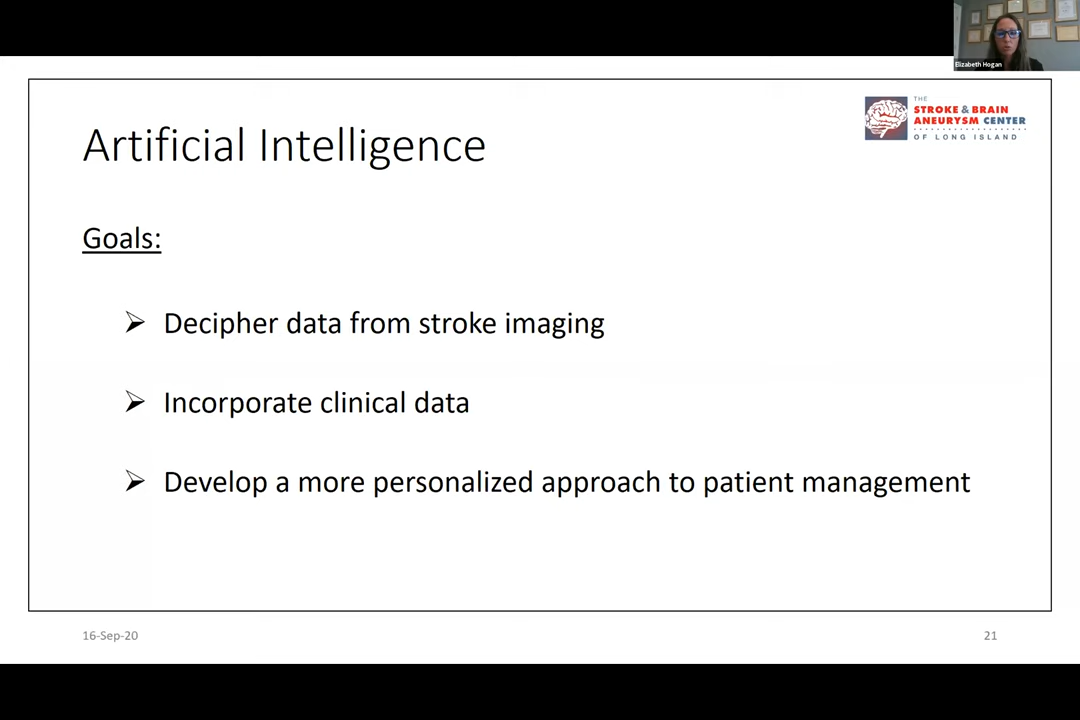 Elizabeth Hogan
THE
STROKE & BRAIN
ANEURYSM CENTER
OF LONG ISLAND
Artificial Intelligence
Goals:
➢ Decipher data from stroke imaging
➢ Incorporate clinical data
➢ Develop a more personalized approach to patient management
16-Sep-20
21